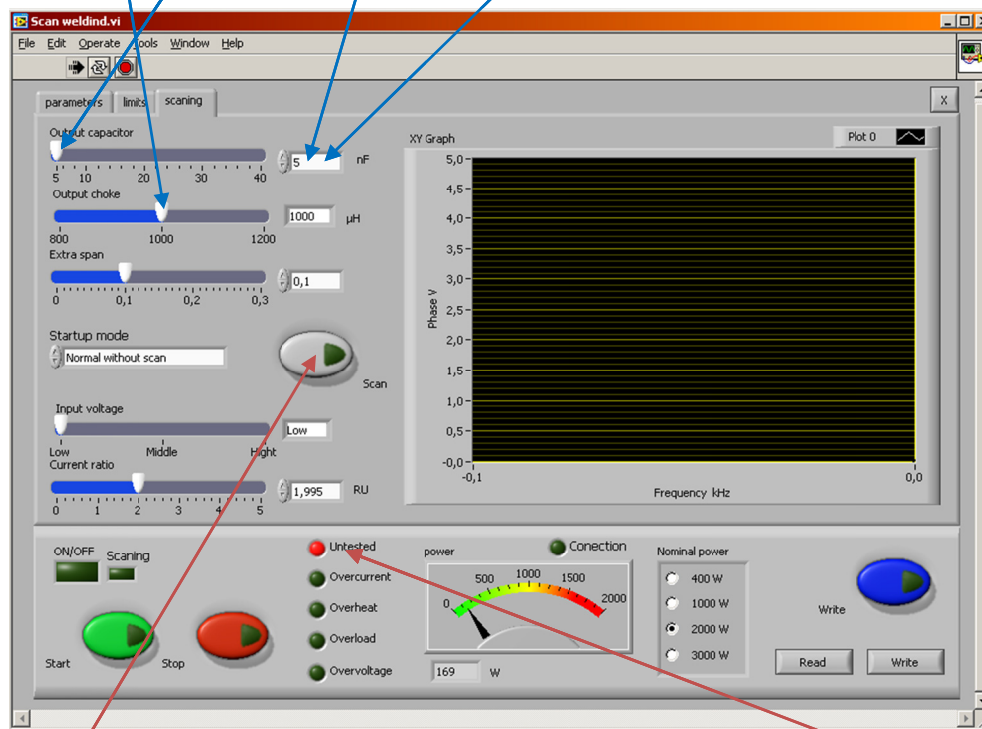 Scan weldind.vi
File Edit Operate Tools Window Help
parameters limits scaning X
Output capacitor
5 10 20 30 40
5 nF
Output choke
800 1000 1200
1000 µH
Extra span
0 0,1 0,2 0,3
0,1
Startup mode
Normal without scan
Scan
Input voltage
Low Middle Hight
Low
Current ratio
0 1 2 3 4 5
1,995 RU
XY Graph
Plot 0
5,0
4,5
4,0
3,5
3,0
2,5
2,0
1,5
1,0
0,5
-0,0
Phase V
-0,1 0,0
Frequency kHz
ON/OFF Scaning
Start Stop
Untested
Overcurrent
Overheat
Overload
Overvoltage
power
Conection
0 500 1000 1500 2000
169 W
Nominal power
400 W
1000 W
2000 W
3000 W
Write
Read Write